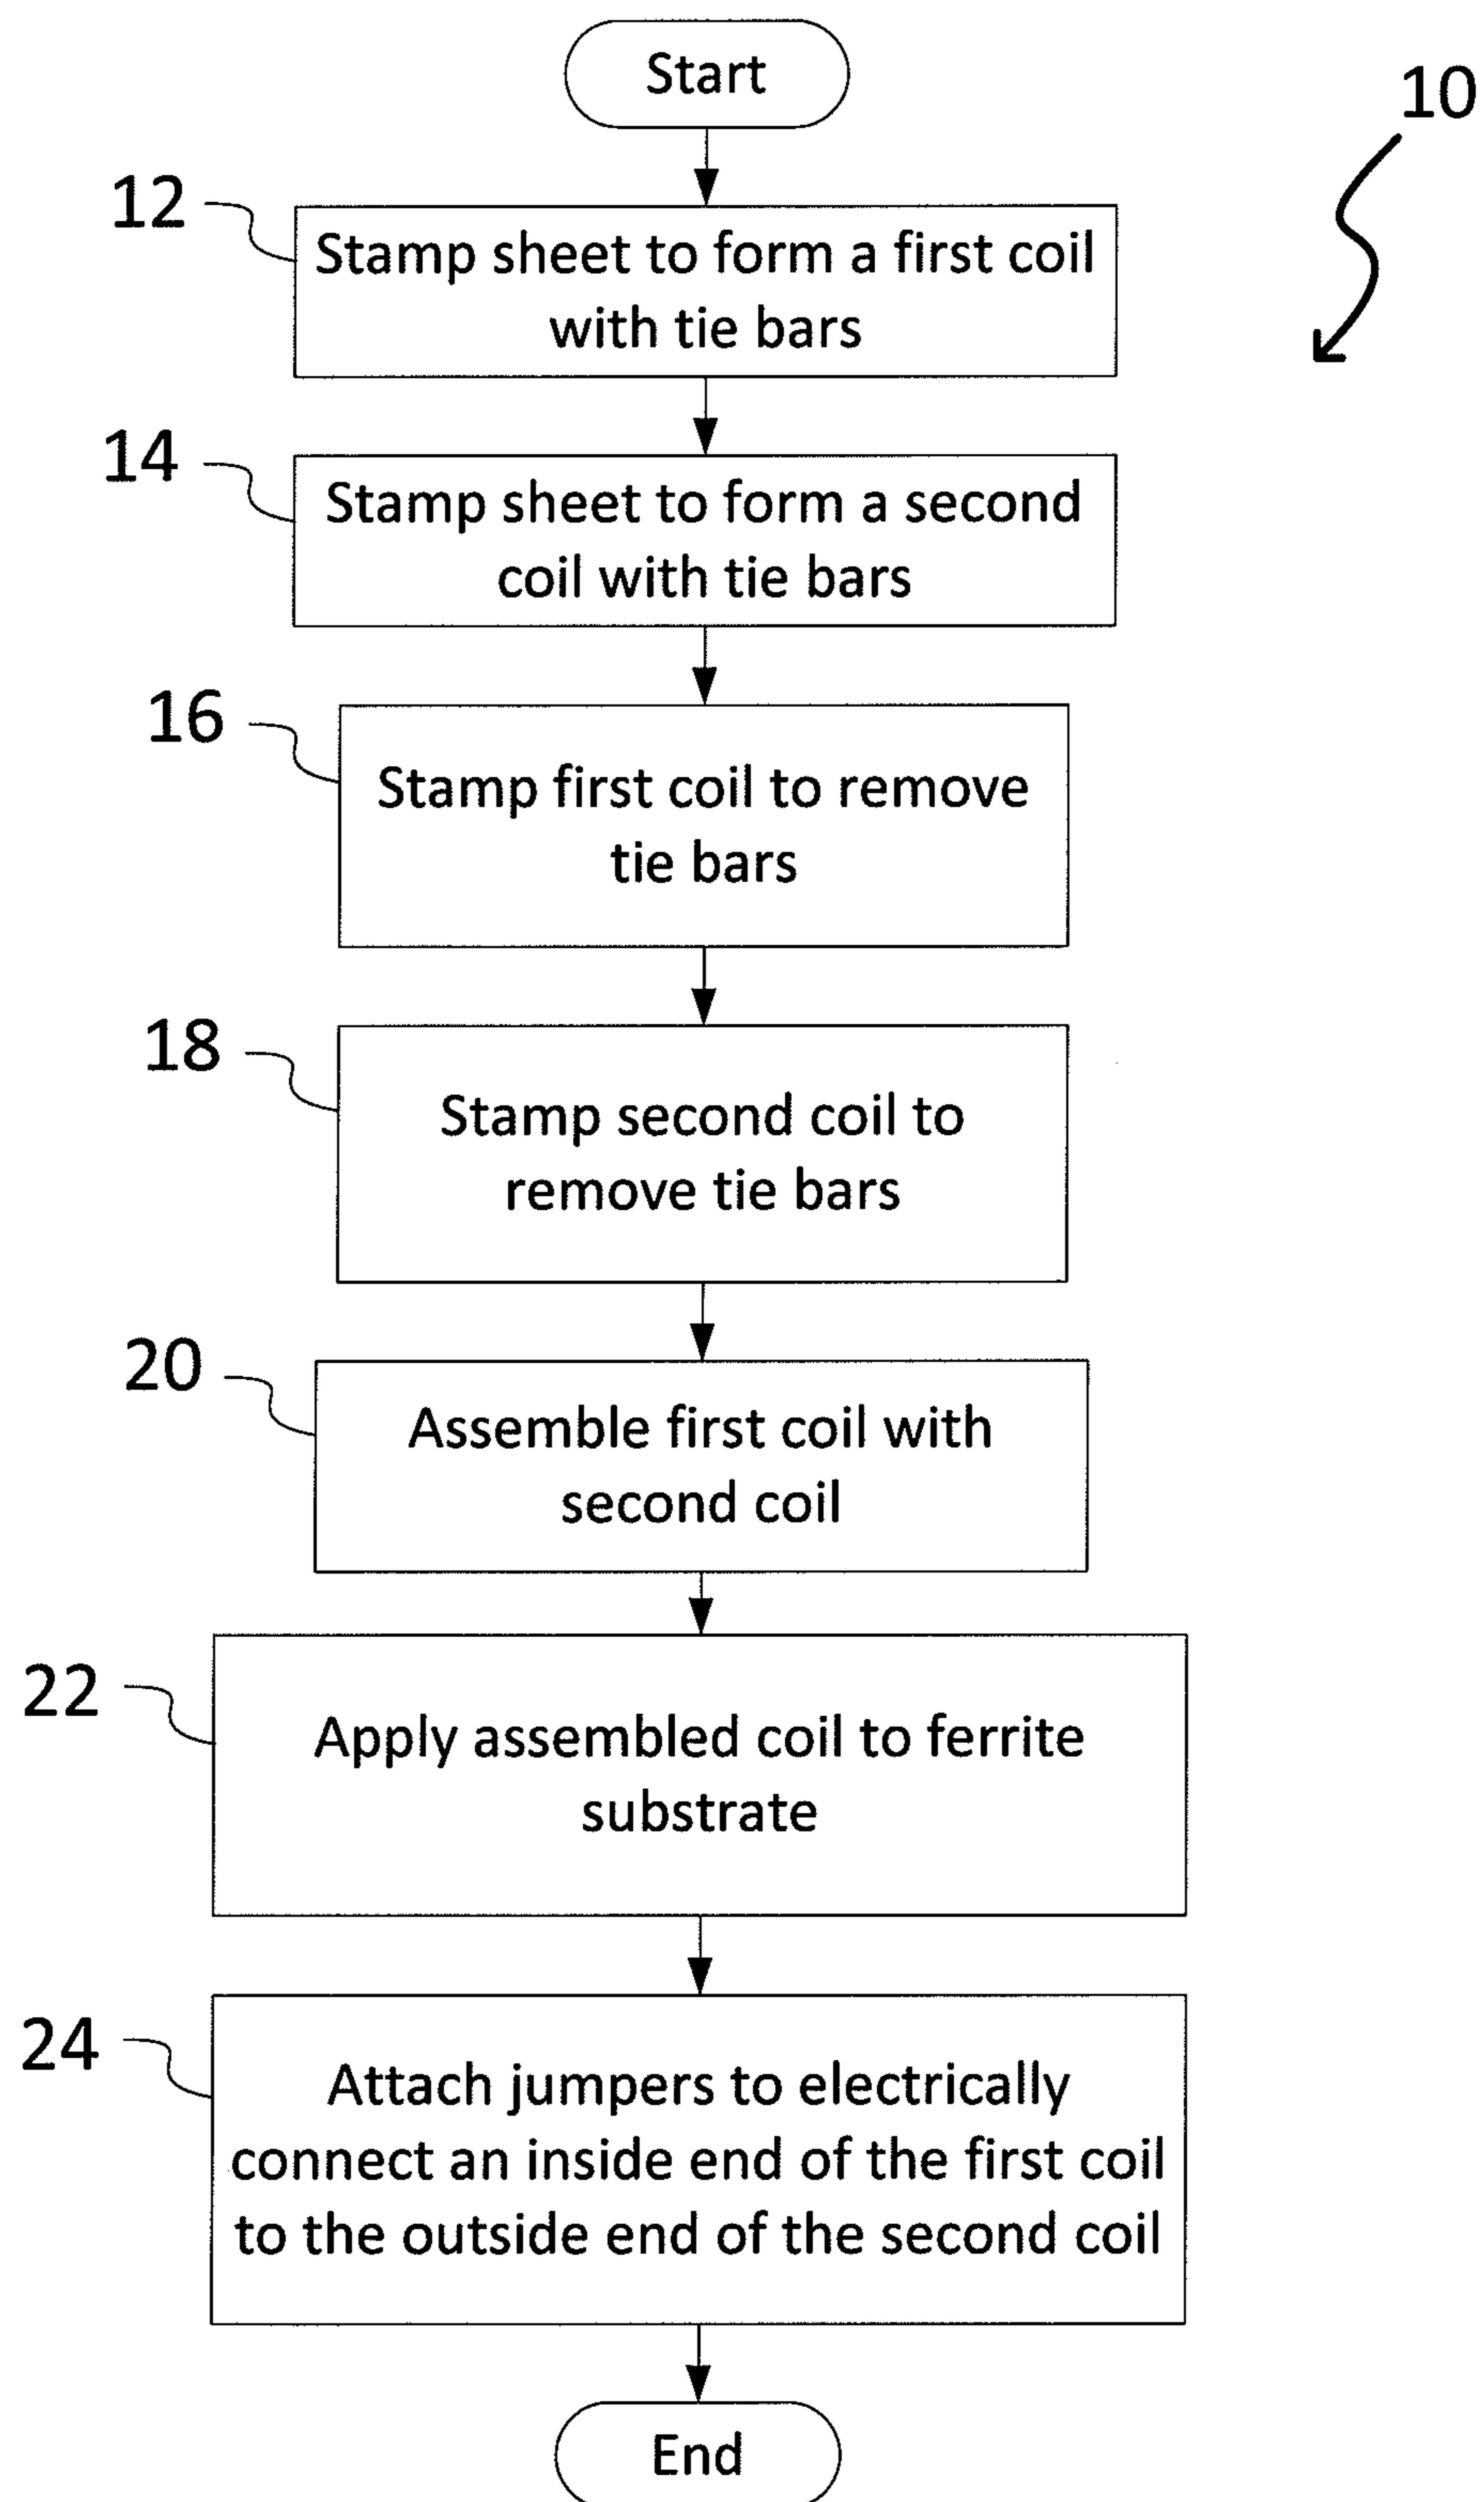 Start
10
12
Stamp sheet to form a first coil
with tie bars
14
Stamp sheet to form a second
coil with tie bars
16
Stamp first coil to remove
tie bars
18
Stamp second coil to
remove tie bars
20
Assemble first coil with
second coil
22
Apply assembled coil to ferrite
substrate
24
Attach jumpers to electrically
connect an inside end of the first coil
to the outside end of the second coil
End